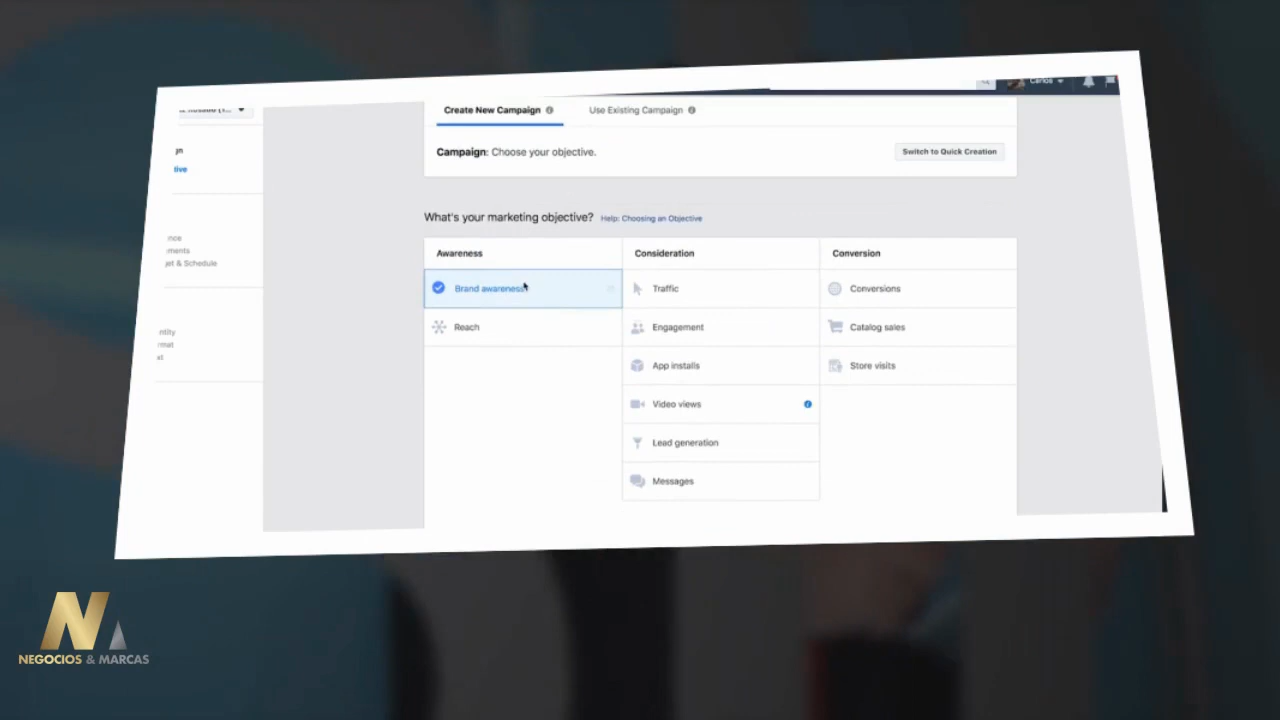 Carlos
Create New Campaign
Use Existing Campaign
Campaign: Choose your objective.
Switch to Quick Creation
What's your marketing objective? Help: Choosing an Objective
Awareness
Consideration
Conversion
Brand awareness
Traffic
Conversions
Reach
Engagement
Catalog sales
App installs
Store visits
Video views
Lead generation
Messages
& Schedule
NEGOCIOS & MARCAS